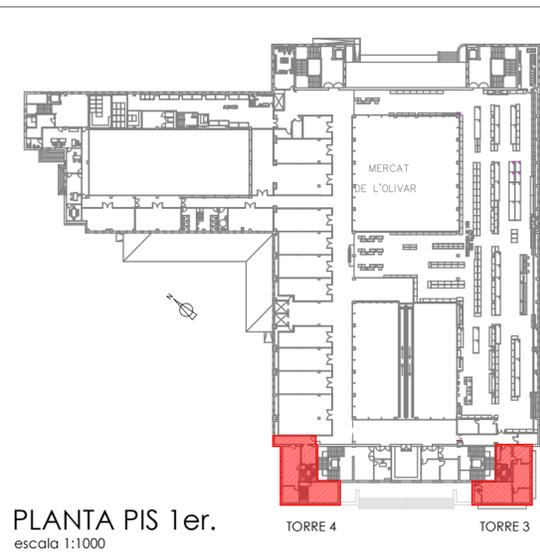 MERCAT
DE L'OLIVAR
N
PLANTA PIS 1er.
escala 1:1000
TORRE 4
TORRE 3